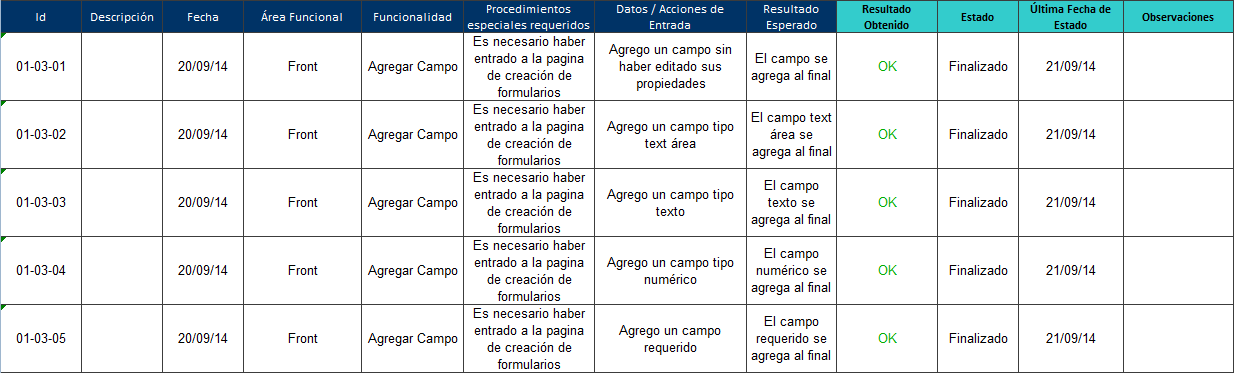 Id Descripción Fecha Área Funcional Funcionalidad Procedimientos especiales requeridos Datos / Acciones de Entrada Resultado Esperado Resultado Obtenido Estado Última Fecha de Estado Observaciones
01-03-01 20/09/14 Front Agregar Campo Es necesario haber entrado a la pagina de creación de formularios Agrego un campo sin haber editado sus propiedades El campo se agrega al final OK Finalizado 21/09/14
01-03-02 20/09/14 Front Agregar Campo Es necesario haber entrado a la pagina de creación de formularios Agrego un campo tipo text área El campo text área se agrega al final OK Finalizado 21/09/14
01-03-03 20/09/14 Front Agregar Campo Es necesario haber entrado a la pagina de creación de formularios Agrego un campo tipo texto El campo texto se agrega al final OK Finalizado 21/09/14
01-03-04 20/09/14 Front Agregar Campo Es necesario haber entrado a la pagina de creación de formularios Agrego un campo tipo numérico El campo numérico se agrega al final OK Finalizado 21/09/14
01-03-05 20/09/14 Front Agregar Campo Es necesario haber entrado a la pagina de creación de formularios Agrego un campo requerido El campo requerido se agrega al final OK Finalizado 21/09/14